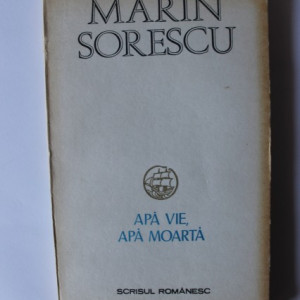 MARIN
SORESCU
APĂ VIE,
APĂ MOARTĂ
SCRISUL ROMÂNESC